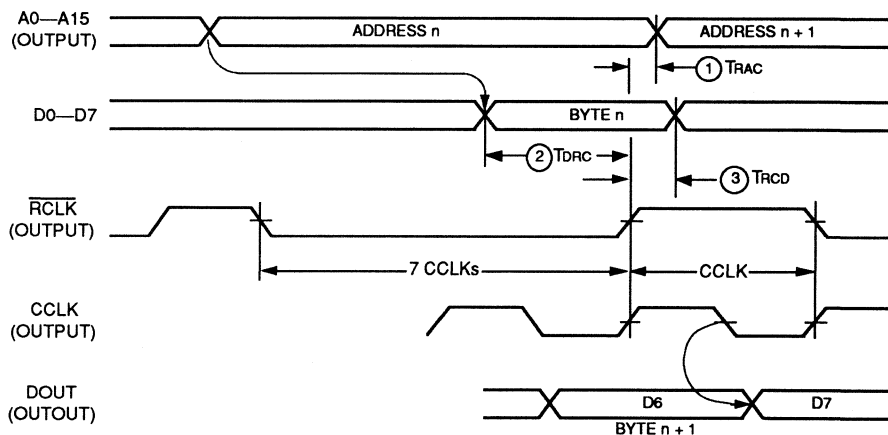 A0—A15
(OUTPUT)
ADDRESS n
ADDRESS n + 1
1 TRAC
D0—D7
BYTE n
2 TDRC
3 TRCD
RCLK
(OUTPUT)
7 CCLKs
CCLK
CCLK
(OUTPUT)
DOUT
(OUTOUT)
D6
D7
BYTE n + 1